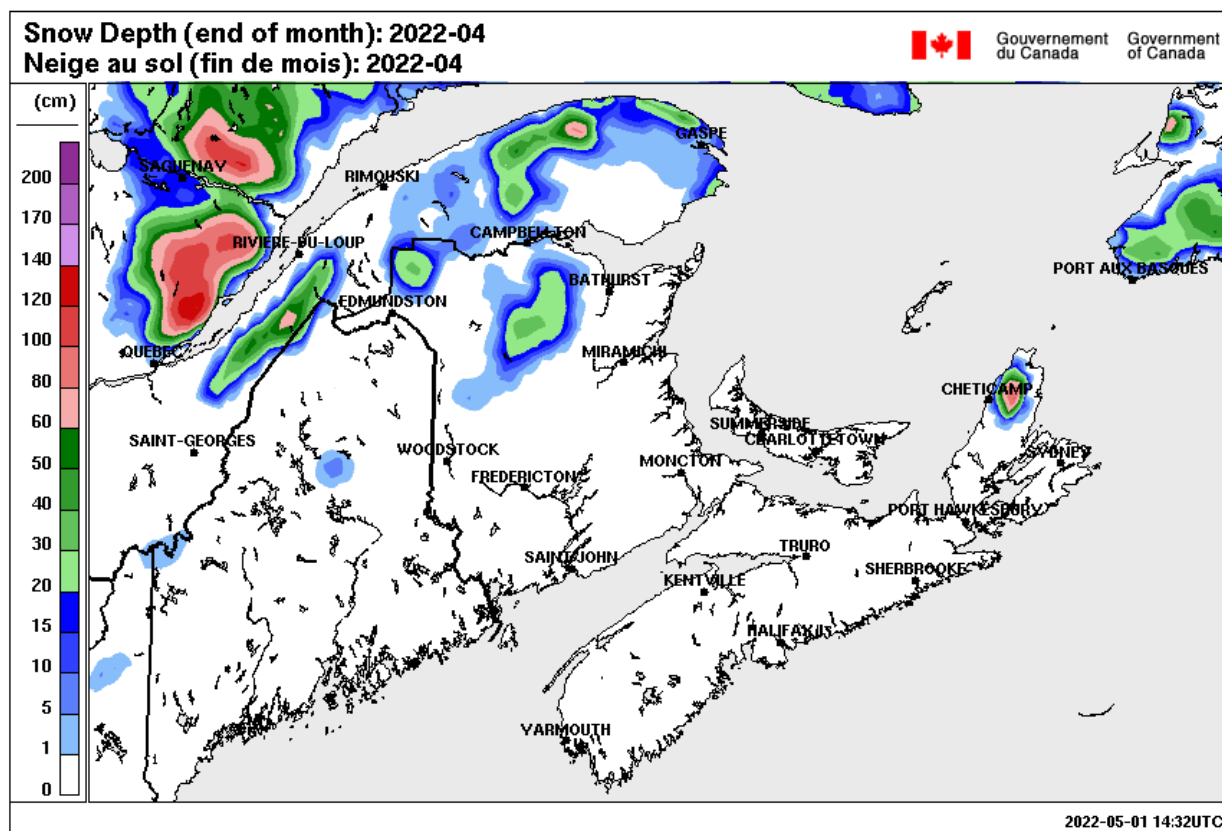 Snow Depth (end of month): 2022-04
Neige au sol (fin de mois): 2022-04
Gouvernement du Canada
Government of Canada
(cm)
200
170
140
120
100
80
60
50
40
30
20
15
10
5
1
0
GASPE
SAGUENAY
RIMOUSKI
CAMPBELLTON
RIVIERE-DU-LOUP
PORT AUX BASQUES
BATHURST
EDMUNDSTON
QUEBEC
MIRAMICHI
CHETICAMP
SUMMERSIDE
CHARLOTTETOWN
SAINT-GEORGES
WOODSTOCK
SYDNEY
MONCTON
FREDERICTON
PORT HAWKESBURY
TRURO
SAINT JOHN
SHERBROOKE
KENTVILLE
HALIFAX
YARMOUTH
2022-05-01 14:32UTC